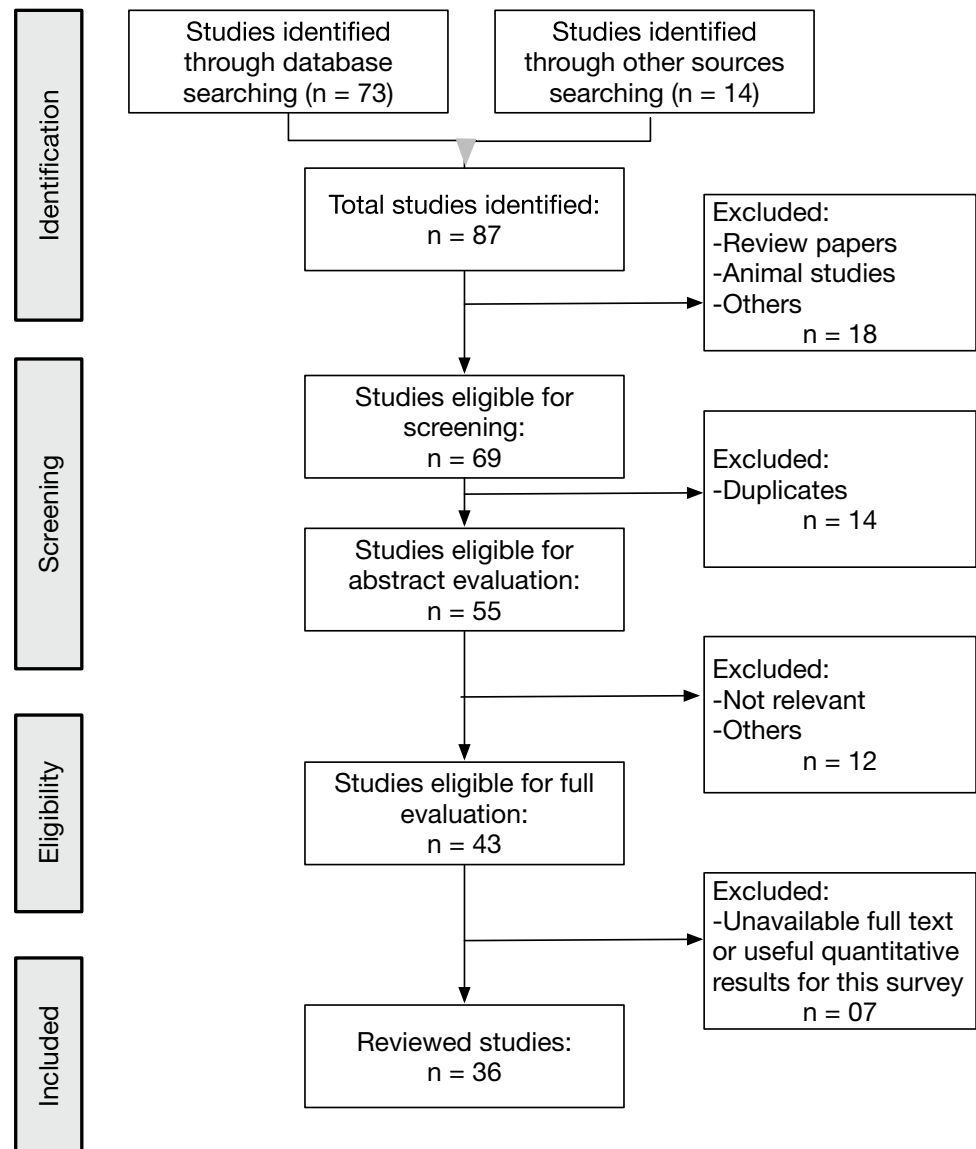 Identification
Studies identified
through database
searching (n = 73)
Studies identified
through other sources
searching (n = 14)
Total studies identified:
n = 87
Excluded:
-Review papers
-Animal studies
-Others
n = 18
Screening
Studies eligible for
screening:
n = 69
Excluded:
-Duplicates
n = 14
Studies eligible for
abstract evaluation:
n = 55
Excluded:
-Not relevant
-Others
n = 12
Eligibility
Studies eligible for full
evaluation:
n = 43
Excluded:
-Unavailable full text
or useful quantitative
results for this survey
n = 07
Included
Reviewed studies:
n = 36